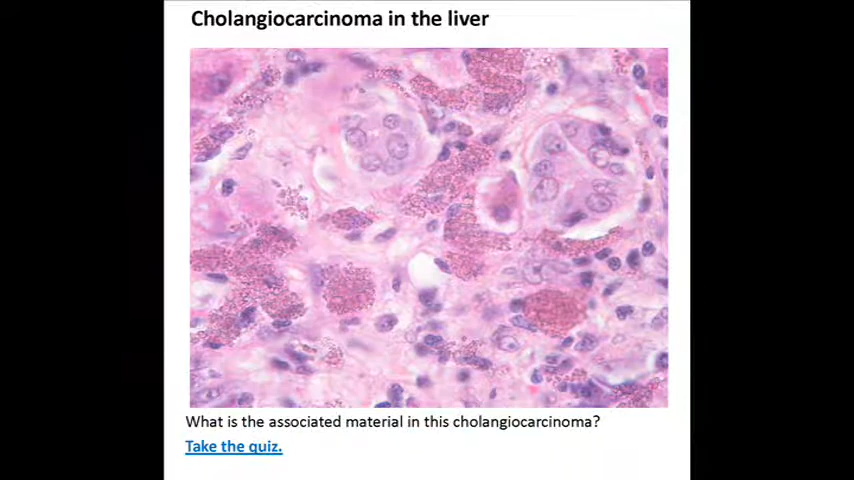 Cholangiocarcinoma in the liver
What is the associated material in this cholangiocarcinoma?
Take the quiz.